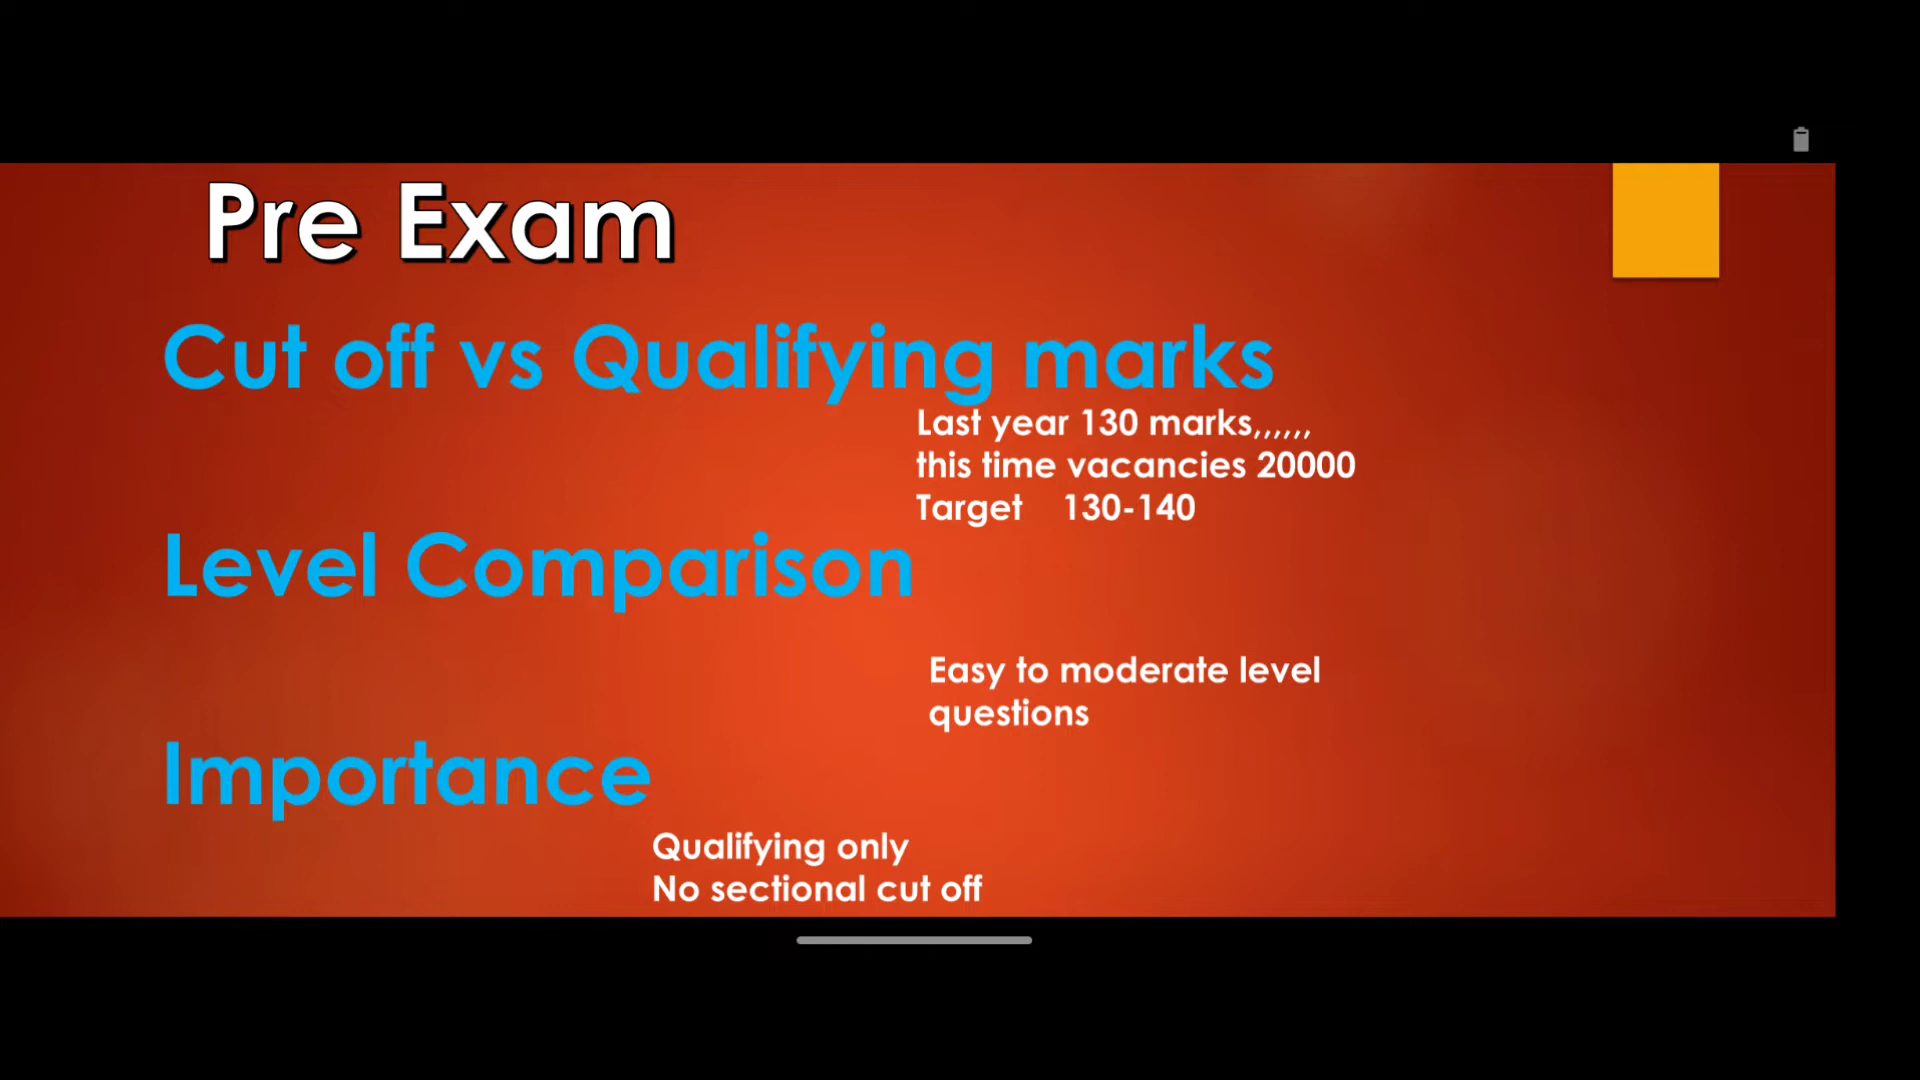 Pre Exam
Cut off vs Qualifying marks
Last year 130 marks,,,,,,
this time vacancies 20000
Target 130-140
Level Comparison
Easy to moderate level
questions
Importance
Qualifying only
No sectional cut off